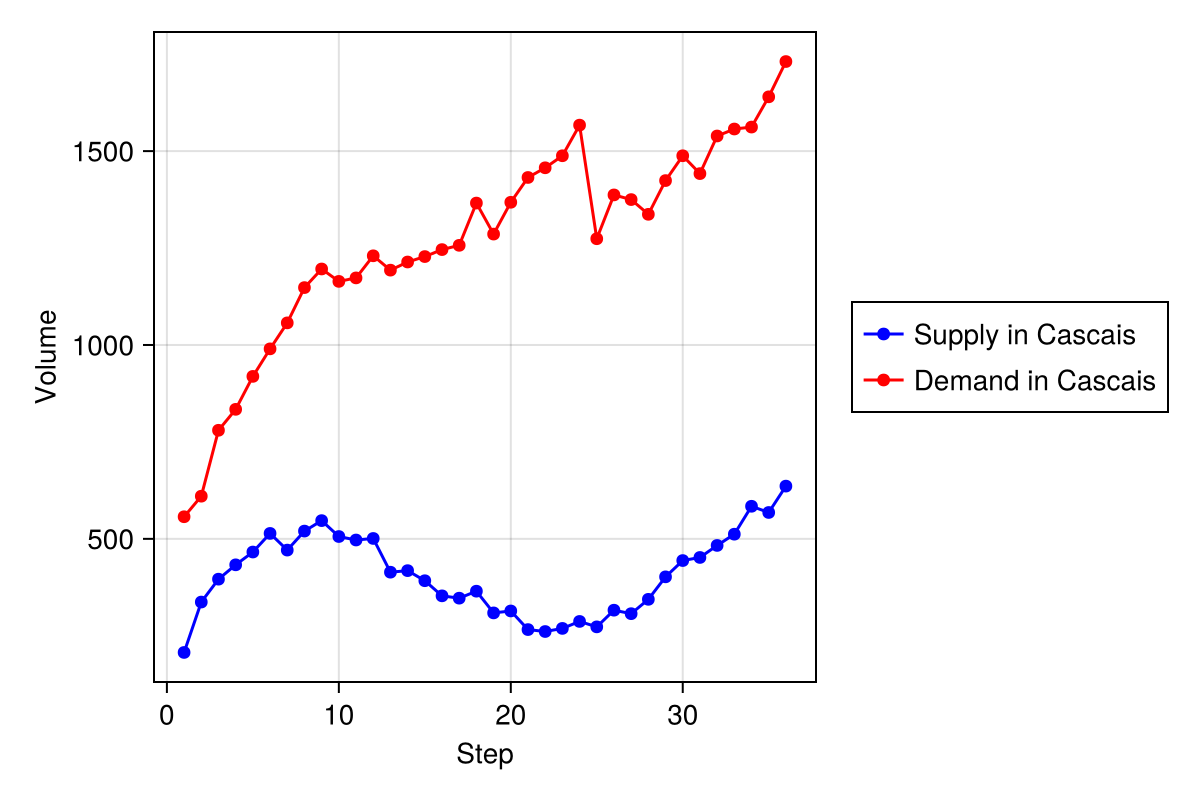 1500
1000
500
Volume
0 10 20 30
Step
Supply in Cascais
Demand in Cascais